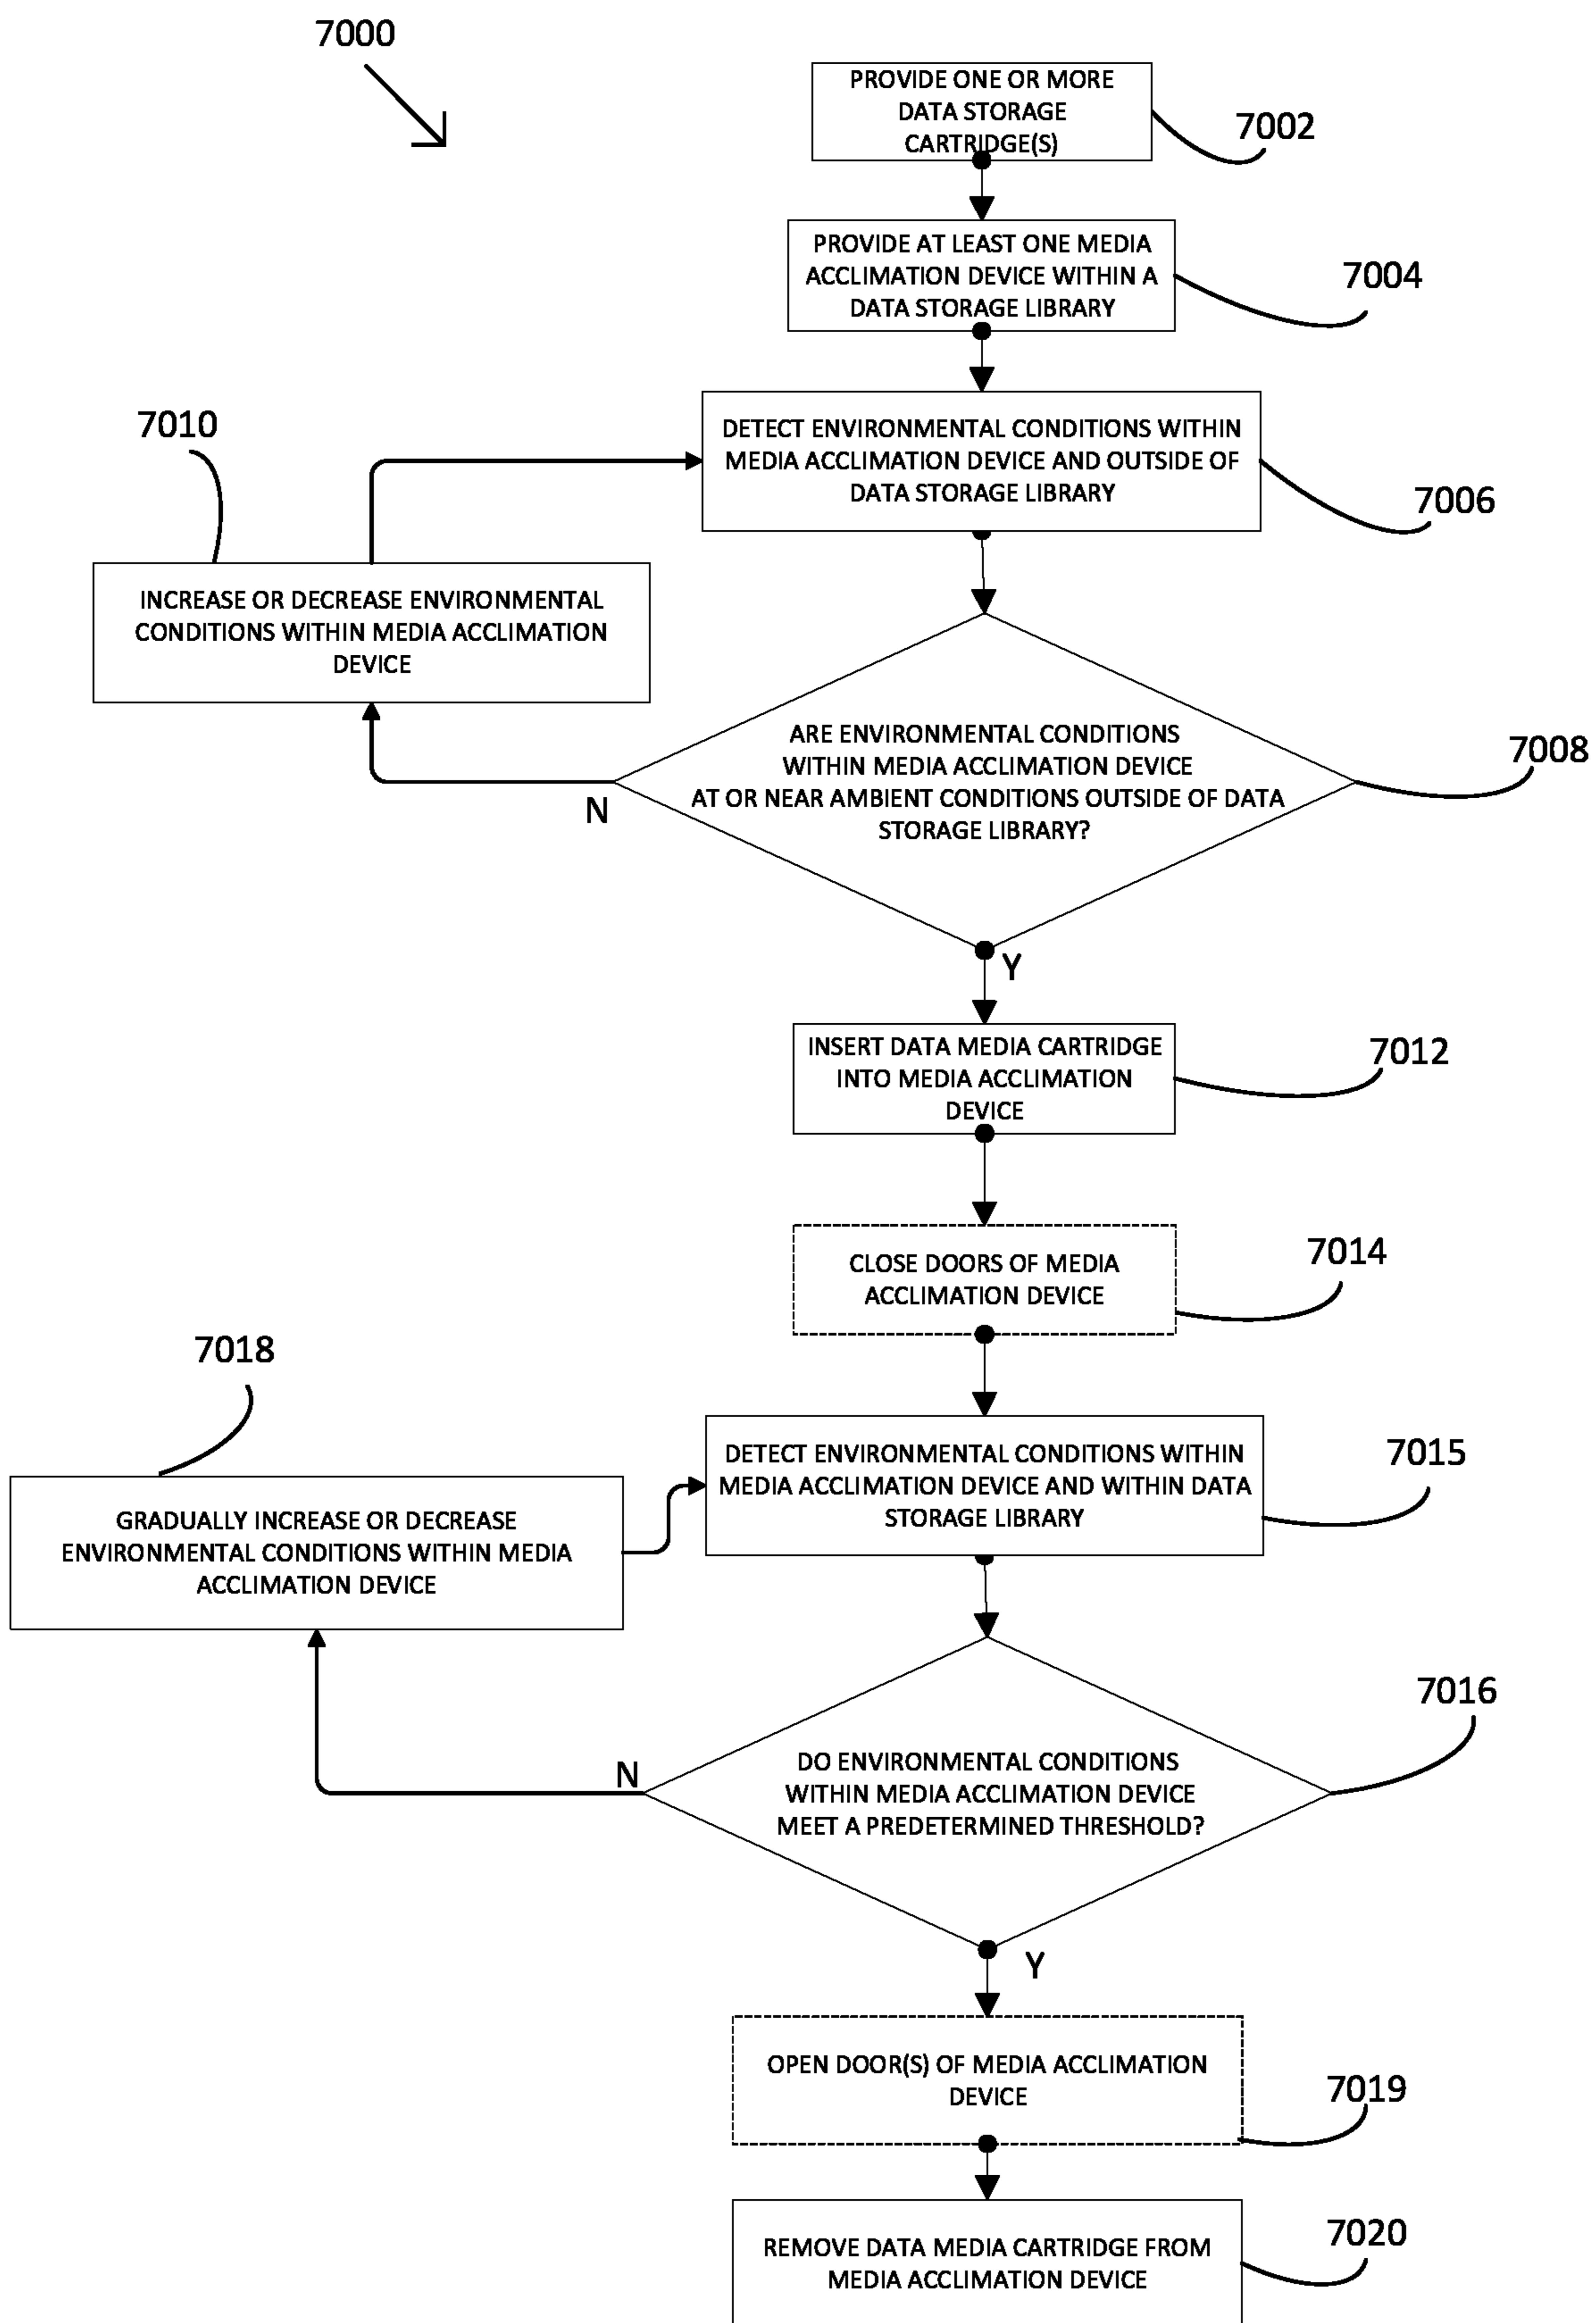 7000
PROVIDE ONE OR MORE
DATA STORAGE
CARTRIDGE(S)
7002
PROVIDE AT LEAST ONE MEDIA
ACCLIMATION DEVICE WITHIN A
DATA STORAGE LIBRARY
7004
DETECT ENVIRONMENTAL CONDITIONS WITHIN
MEDIA ACCLIMATION DEVICE AND OUTSIDE OF
DATA STORAGE LIBRARY
7006
7010
INCREASE OR DECREASE ENVIRONMENTAL
CONDITIONS WITHIN MEDIA ACCLIMATION
DEVICE
ARE ENVIRONMENTAL CONDITIONS
WITHIN MEDIA ACCLIMATION DEVICE
AT OR NEAR AMBIENT CONDITIONS OUTSIDE OF DATA
STORAGE LIBRARY?
7008
N
Y
INSERT DATA MEDIA CARTRIDGE
INTO MEDIA ACCLIMATION
DEVICE
7012
CLOSE DOORS OF MEDIA
ACCLIMATION DEVICE
7014
7018
DETECT ENVIRONMENTAL CONDITIONS WITHIN
MEDIA ACCLIMATION DEVICE AND WITHIN DATA
STORAGE LIBRARY
7015
GRADUALLY INCREASE OR DECREASE
ENVIRONMENTAL CONDITIONS WITHIN MEDIA
ACCLIMATION DEVICE
DO ENVIRONMENTAL CONDITIONS
WITHIN MEDIA ACCLIMATION DEVICE
MEET A PREDETERMINED THRESHOLD?
7016
N
Y
OPEN DOOR(S) OF MEDIA ACCLIMATION
DEVICE
7019
REMOVE DATA MEDIA CARTRIDGE FROM
MEDIA ACCLIMATION DEVICE
7020